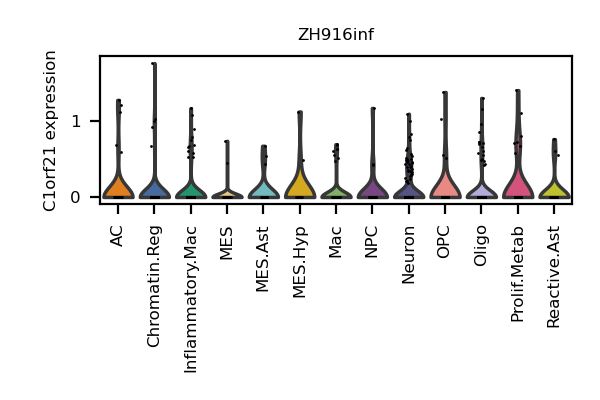 ZH916inf
C1orf21 expression
1
0
AC
Chromatin.Reg
Inflammatory.Mac
MES
MES.Ast
MES.Hyp
Mac
NPC
Neuron
OPC
Oligo
Prolif.Metab
Reactive.Ast